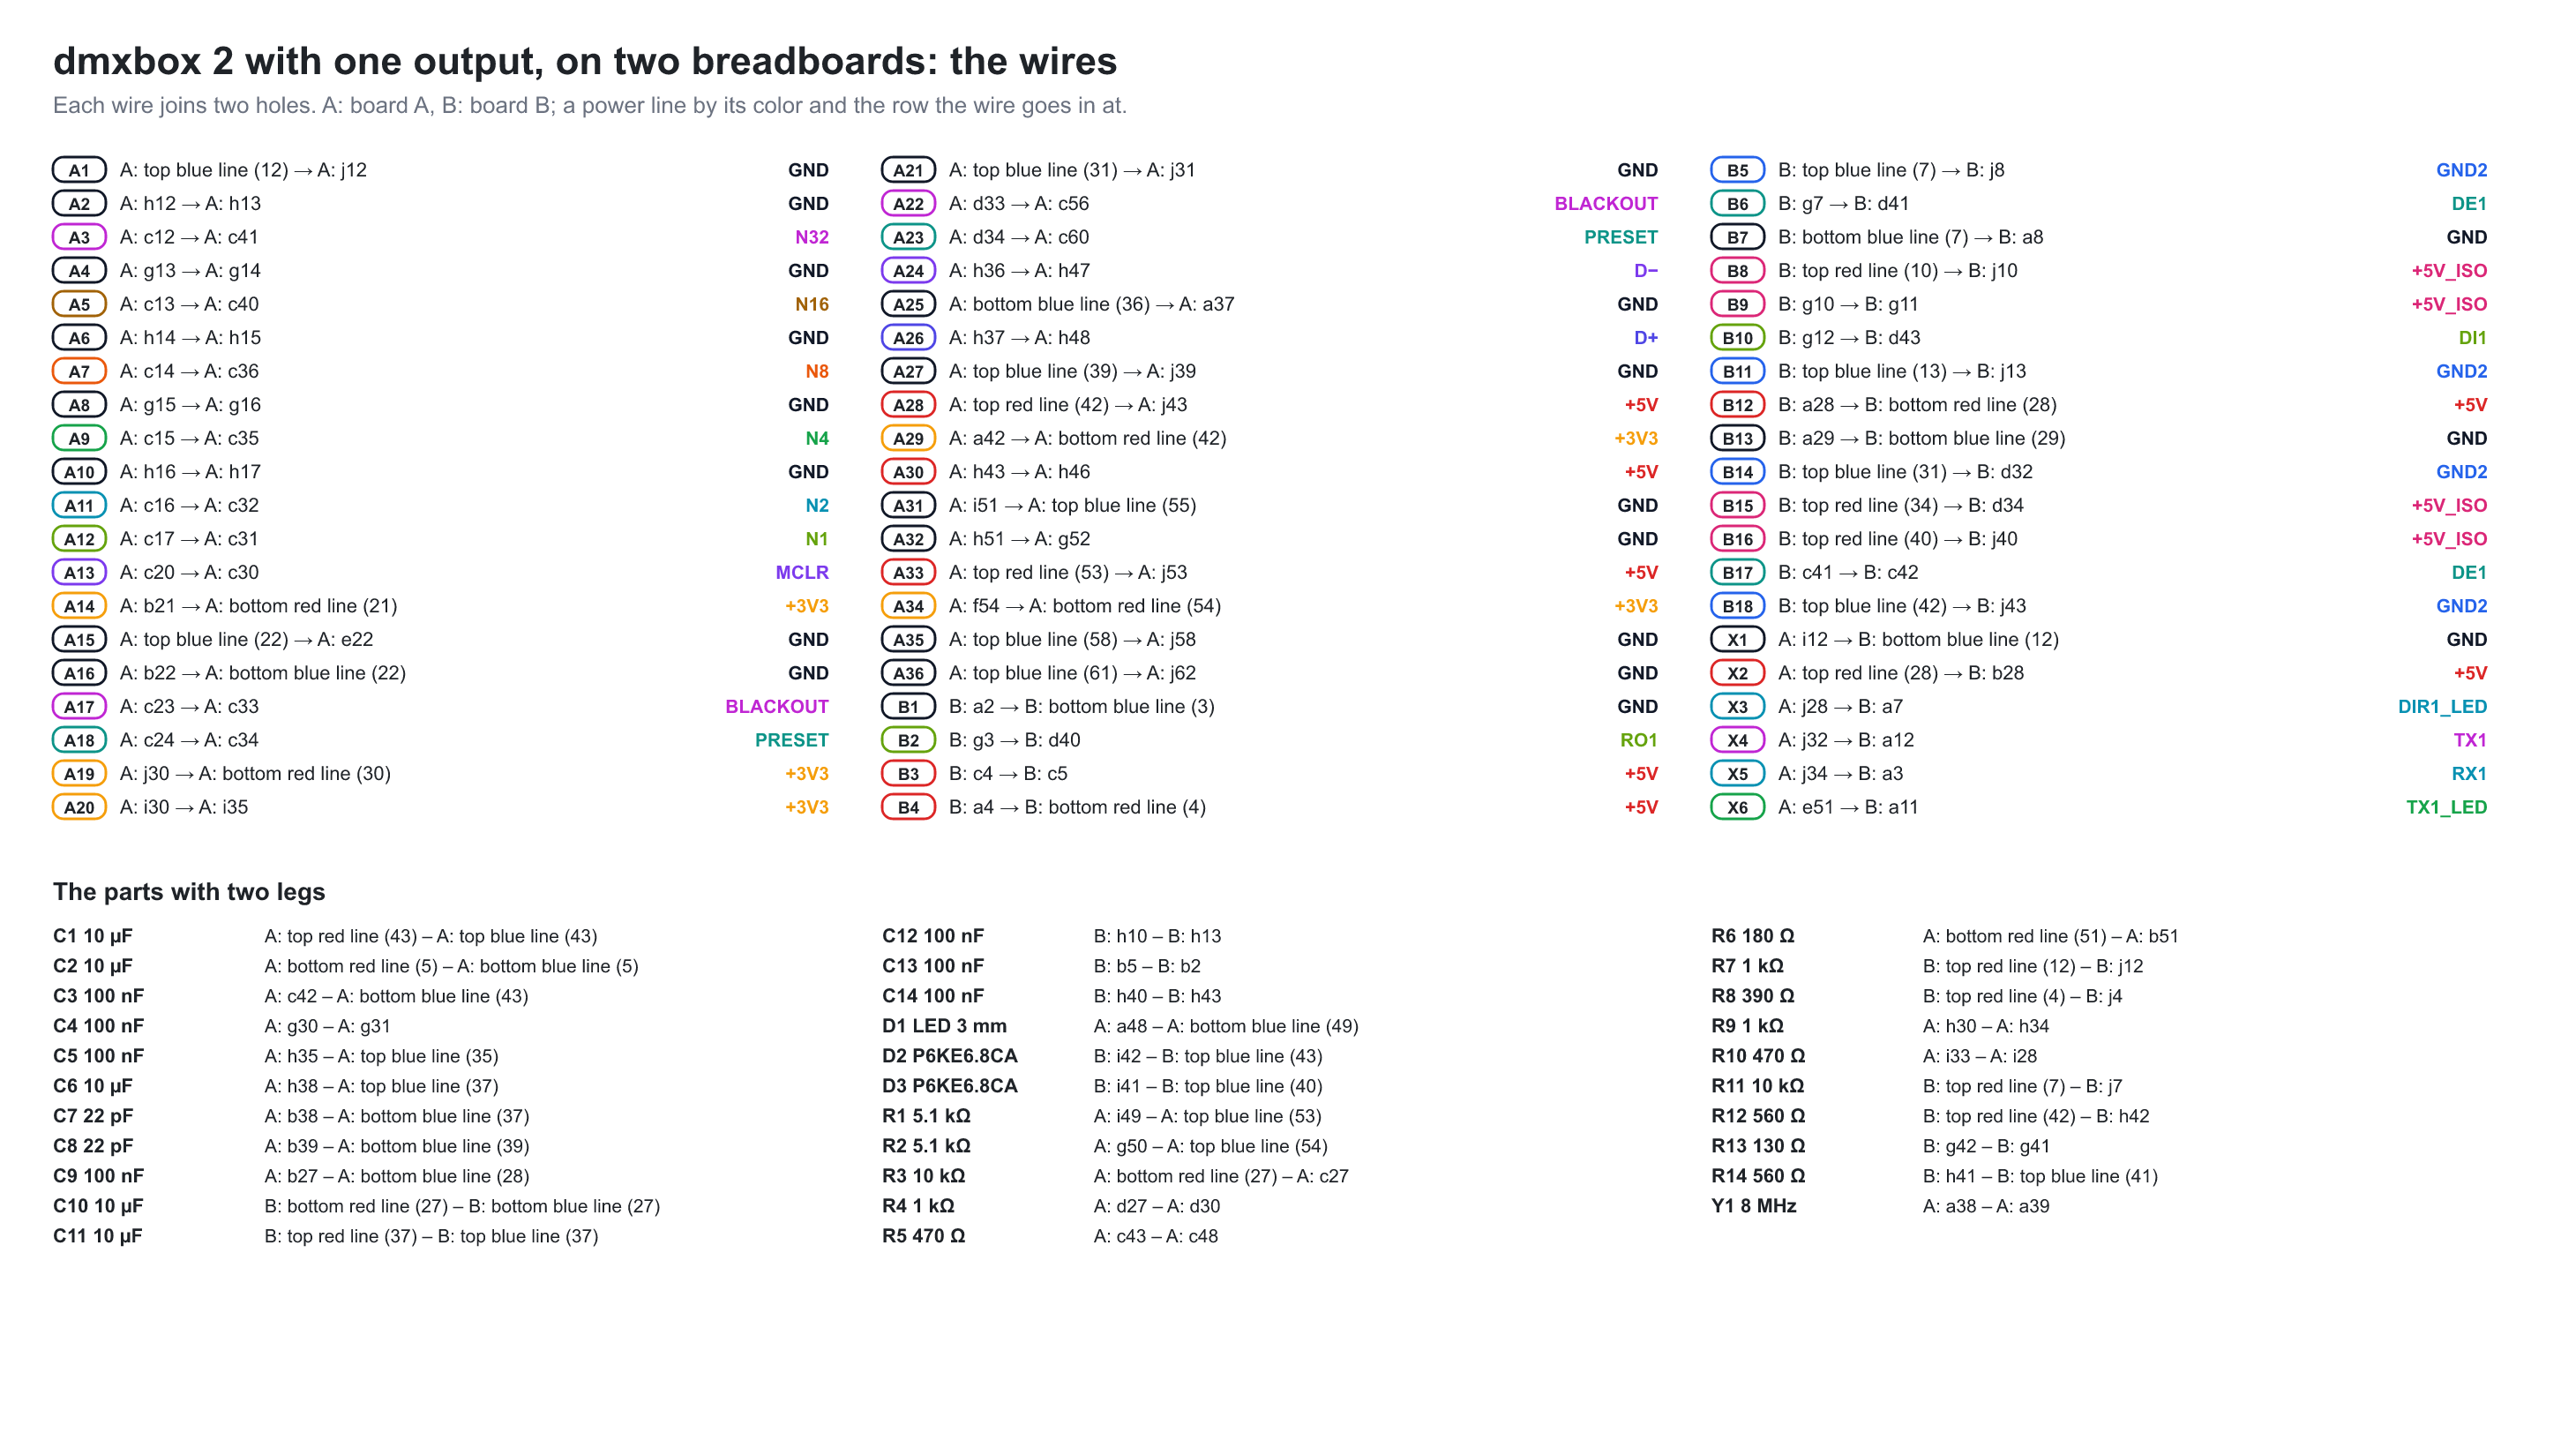 dmxbox 2 with one output, on two breadboards: the wires
Each wire joins two holes. A: board A, B: board B; a power line by its color and the row the wire goes in at.
A1 A: top blue line (12) → A: j12 GND
A2 A: h12 → A: h13 GND
A3 A: c12 → A: c41 N32
A4 A: g13 → A: g14 GND
A5 A: c13 → A: c40 N16
A6 A: h14 → A: h15 GND
A7 A: c14 → A: c36 N8
A8 A: g15 → A: g16 GND
A9 A: c15 → A: c35 N4
A10 A: h16 → A: h17 GND
A11 A: c16 → A: c32 N2
A12 A: c17 → A: c31 N1
A13 A: c20 → A: c30 MCLR
A14 A: b21 → A: bottom red line (21) +3V3
A15 A: top blue line (22) → A: e22 GND
A16 A: b22 → A: bottom blue line (22) GND
A17 A: c23 → A: c33 BLACKOUT
A18 A: c24 → A: c34 PRESET
A19 A: j30 → A: bottom red line (30) +3V3
A20 A: i30 → A: i35 +3V3
A21 A: top blue line (31) → A: j31 GND
A22 A: d33 → A: c56 BLACKOUT
A23 A: d34 → A: c60 PRESET
A24 A: h36 → A: h47 D−
A25 A: bottom blue line (36) → A: a37 GND
A26 A: h37 → A: h48 D+
A27 A: top blue line (39) → A: j39 GND
A28 A: top red line (42) → A: j43 +5V
A29 A: a42 → A: bottom red line (42) +3V3
A30 A: h43 → A: h46 +5V
A31 A: i51 → A: top blue line (55) GND
A32 A: h51 → A: g52 GND
A33 A: top red line (53) → A: j53 +5V
A34 A: f54 → A: bottom red line (54) +3V3
A35 A: top blue line (58) → A: j58 GND
A36 A: top blue line (61) → A: j62 GND
B1 B: a2 → B: bottom blue line (3) GND
B2 B: g3 → B: d40 RO1
B3 B: c4 → B: c5 +5V
B4 B: a4 → B: bottom red line (4) +5V
B5 B: top blue line (7) → B: j8 GND2
B6 B: g7 → B: d41 DE1
B7 B: bottom blue line (7) → B: a8 GND
B8 B: top red line (10) → B: j10 +5V_ISO
B9 B: g10 → B: g11 +5V_ISO
B10 B: g12 → B: d43 DI1
B11 B: top blue line (13) → B: j13 GND2
B12 B: a28 → B: bottom red line (28) +5V
B13 B: a29 → B: bottom blue line (29) GND
B14 B: top blue line (31) → B: d32 GND2
B15 B: top red line (34) → B: d34 +5V_ISO
B16 B: top red line (40) → B: j40 +5V_ISO
B17 B: c41 → B: c42 DE1
B18 B: top blue line (42) → B: j43 GND2
X1 A: i12 → B: bottom blue line (12) GND
X2 A: top red line (28) → B: b28 +5V
X3 A: j28 → B: a7 DIR1_LED
X4 A: j32 → B: a12 TX1
X5 A: j34 → B: a3 RX1
X6 A: e51 → B: a11 TX1_LED
The parts with two legs
C1 10 µF A: top red line (43) – A: top blue line (43)
C2 10 µF A: bottom red line (5) – A: bottom blue line (5)
C3 100 nF A: c42 – A: bottom blue line (43)
C4 100 nF A: g30 – A: g31
C5 100 nF A: h35 – A: top blue line (35)
C6 10 µF A: h38 – A: top blue line (37)
C7 22 pF A: b38 – A: bottom blue line (37)
C8 22 pF A: b39 – A: bottom blue line (39)
C9 100 nF A: b27 – A: bottom blue line (28)
C10 10 µF B: bottom red line (27) – B: bottom blue line (27)
C11 10 µF B: top red line (37) – B: top blue line (37)
C12 100 nF B: h10 – B: h13
C13 100 nF B: b5 – B: b2
C14 100 nF B: h40 – B: h43
D1 LED 3 mm A: a48 – A: bottom blue line (49)
D2 P6KE6.8CA B: i42 – B: top blue line (43)
D3 P6KE6.8CA B: i41 – B: top blue line (40)
R1 5.1 kΩ A: i49 – A: top blue line (53)
R2 5.1 kΩ A: g50 – A: top blue line (54)
R3 10 kΩ A: bottom red line (27) – A: c27
R4 1 kΩ A: d27 – A: d30
R5 470 Ω A: c43 – A: c48
R6 180 Ω A: bottom red line (51) – A: b51
R7 1 kΩ B: top red line (12) – B: j12
R8 390 Ω B: top red line (4) – B: j4
R9 1 kΩ A: h30 – A: h34
R10 470 Ω A: i33 – A: i28
R11 10 kΩ B: top red line (7) – B: j7
R12 560 Ω B: top red line (42) – B: h42
R13 130 Ω B: g42 – B: g41
R14 560 Ω B: h41 – B: top blue line (41)
Y1 8 MHz A: a38 – A: a39